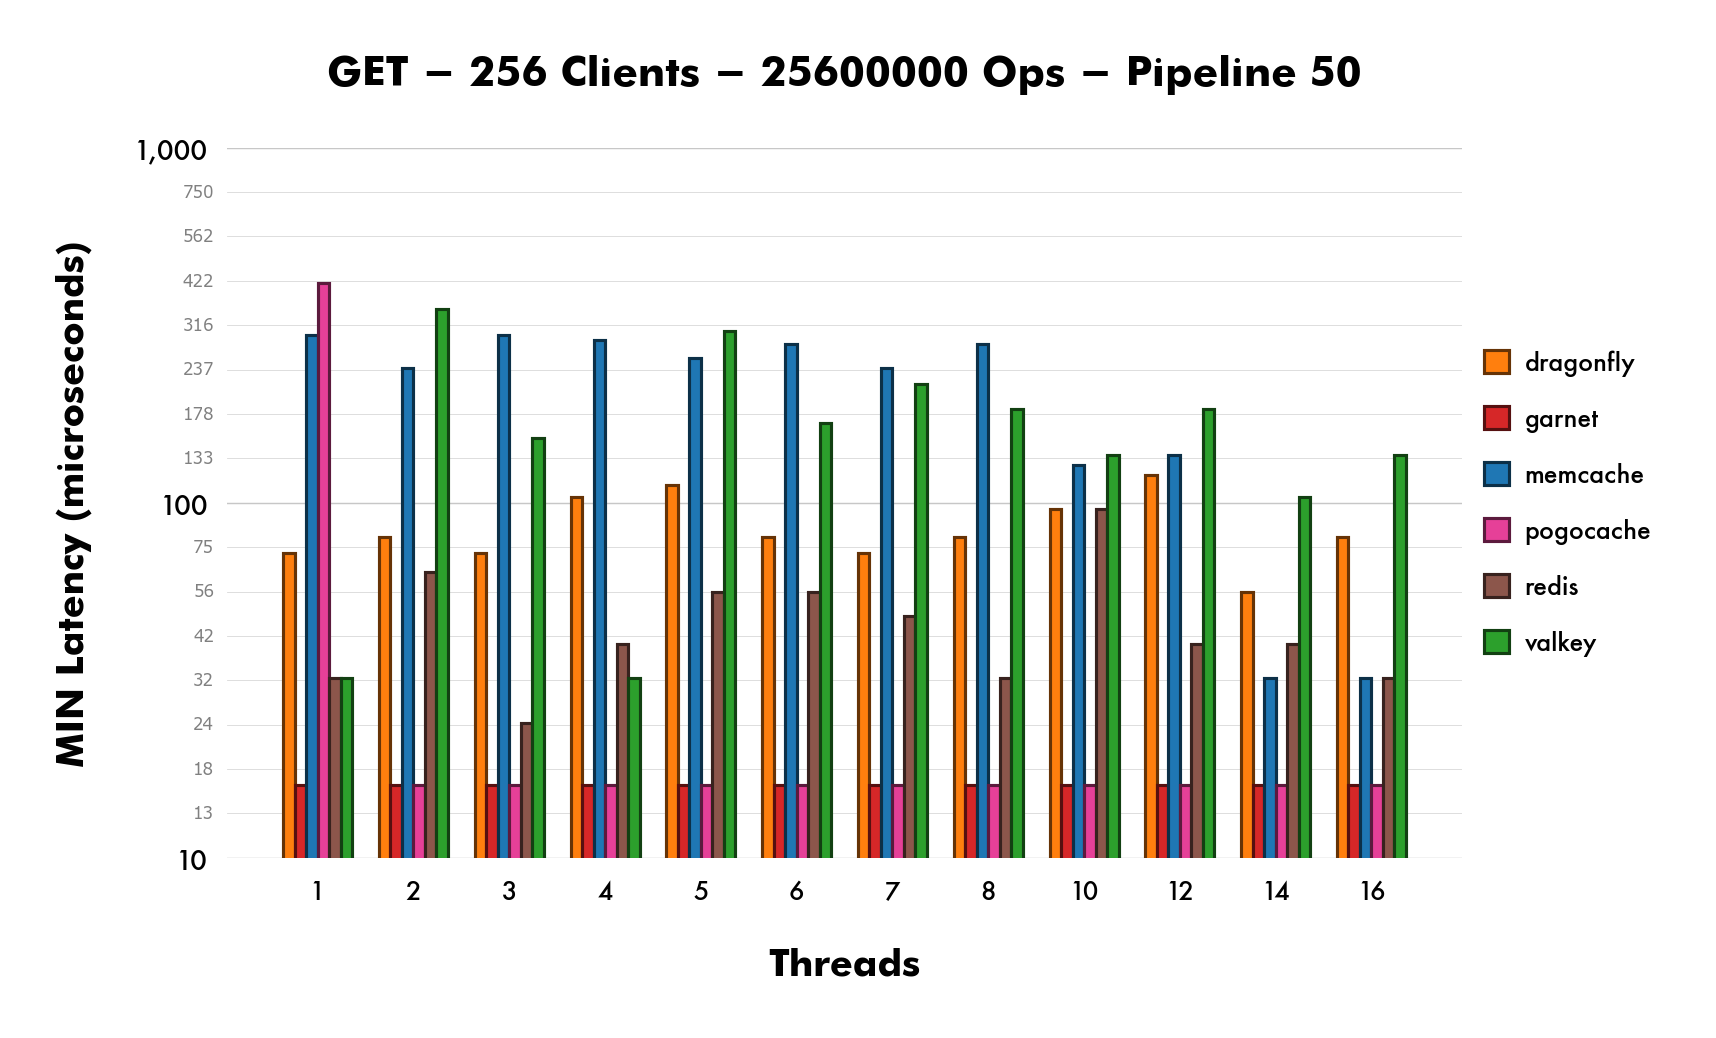 GET – 256 Clients – 25600000 Ops – Pipeline 50
MIN Latency (microseconds)
1,000
750
562
422
316
237
178
133
100
75
56
42
32
24
18
13
10
1 2 3 4 5 6 7 8 10 12 14 16
Threads
dragonfly
garnet
memcache
pogocache
redis
valkey